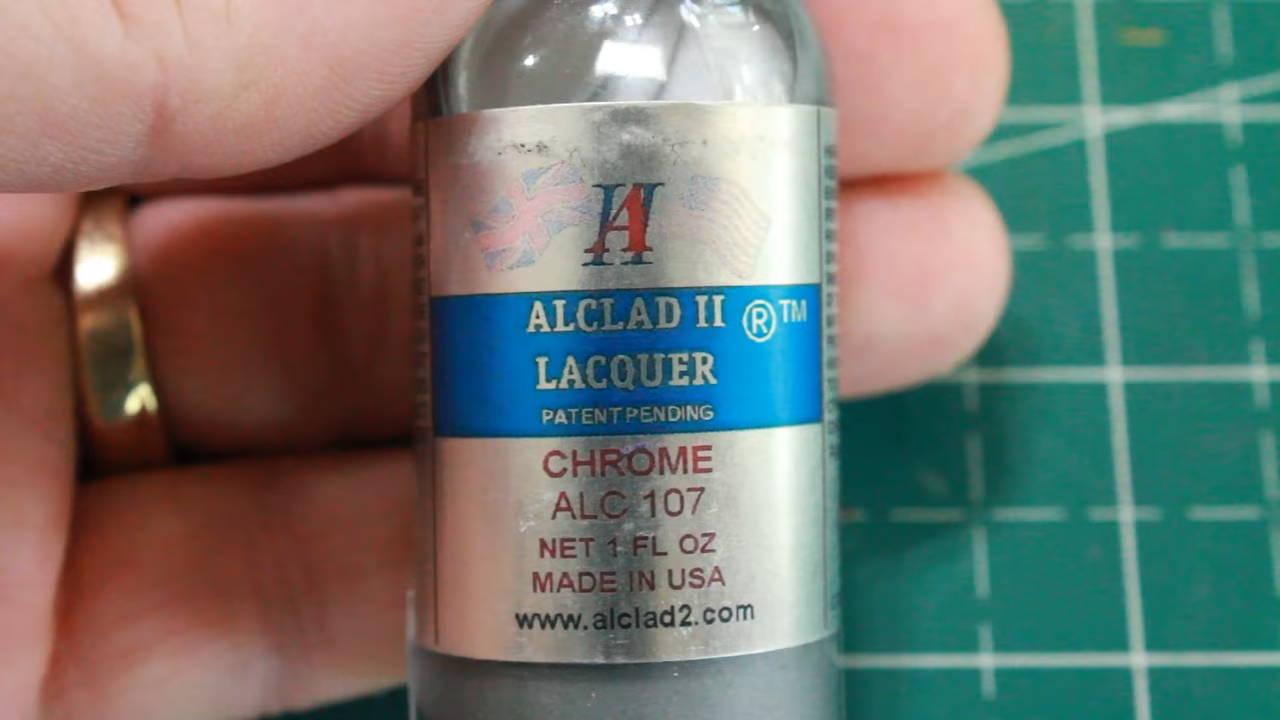 A
ALCLAD II ®™
LACQUER
PATENT PENDING
CHROME
ALC 107
NET 1 FL OZ
MADE IN USA
www.alclad2.com